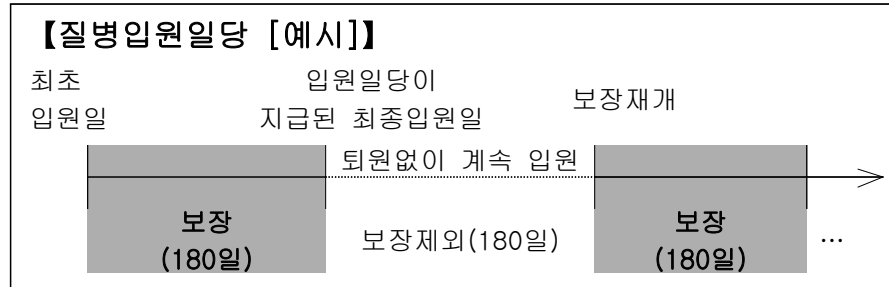 【질병입원일당 [예시]】
최초
입원일
입원일당이
지급된 최종입원일
보장재개
퇴원없이 계속 입원
보장
(180일)
보장제외(180일)
보장
(180일)
…